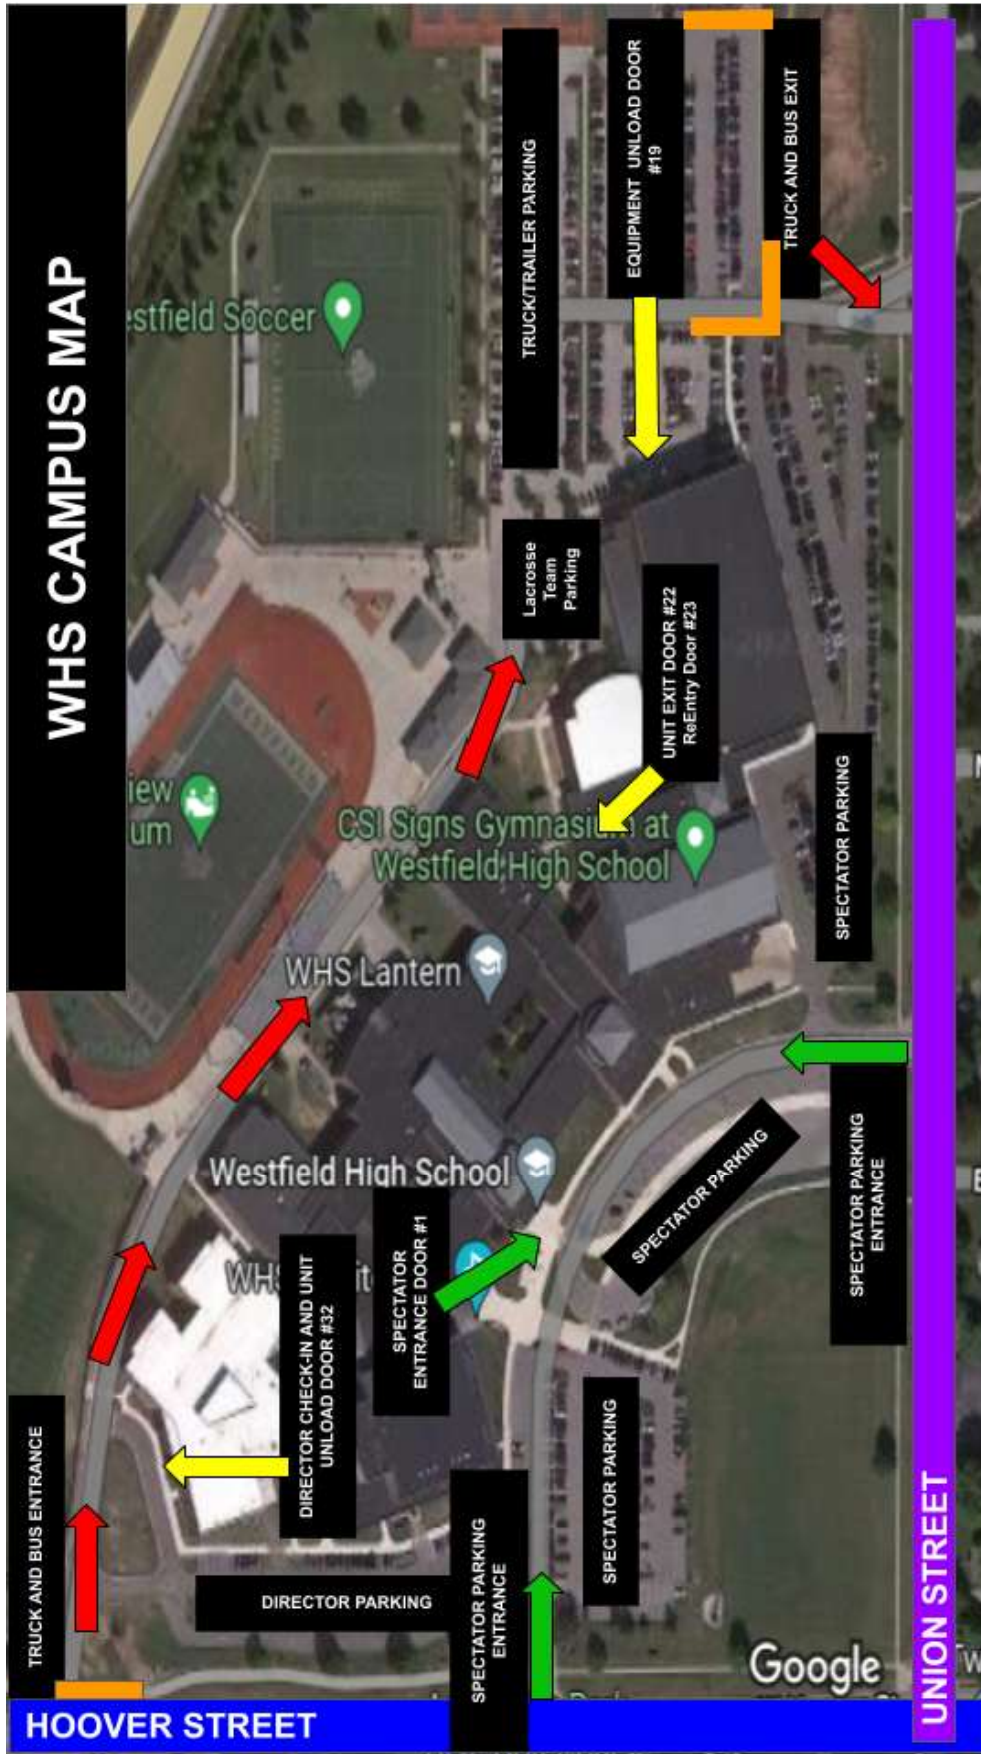 WHS CAMPUS MAP
estfield Soccer
TRUCK/TRAILER PARKING
EQUIPMENT UNLOAD DOOR
#19
TRUCK AND BUS EXIT
Lacrosse
Team
Parking
UNIT EXIT DOOR #22
ReEntry Door #23
iew
um
CSI Signs Gymnasium at
Westfield High School
WHS Lantern
SPECTATOR PARKING
Westfield High School
WHS
SPECTATOR
ENTRANCE DOOR #1
DIRECTOR CHECK-IN AND UNIT
UNLOAD DOOR #32
SPECTATOR PARKING
SPECTATOR PARKING
ENTRANCE
TRUCK AND BUS ENTRANCE
DIRECTOR PARKING
SPECTATOR PARKING
ENTRANCE
SPECTATOR PARKING
Google
HOOVER STREET
UNION STREET